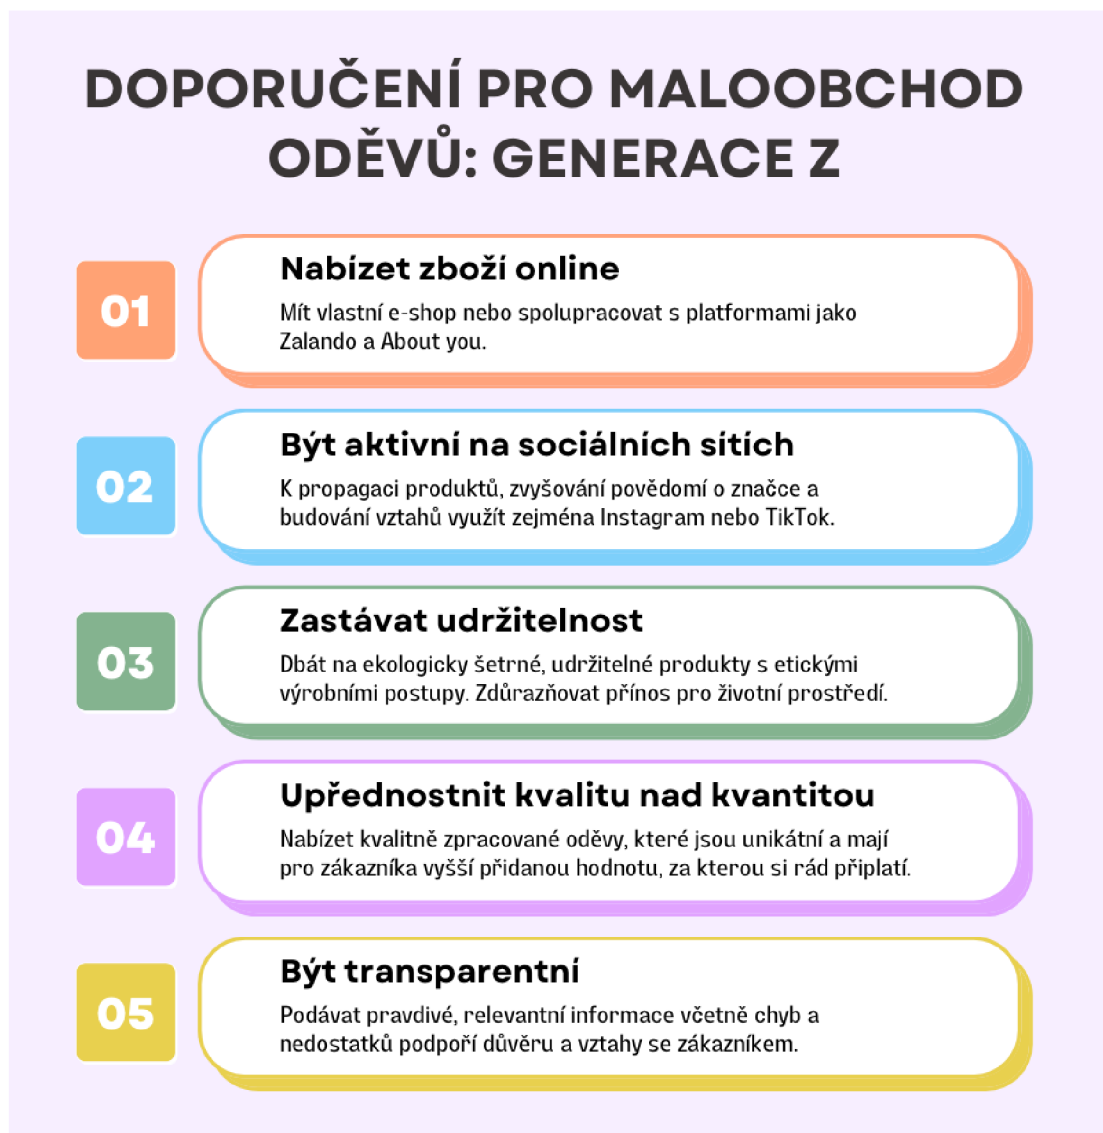 DOPORUČENÍ PRO MALOOBCHOD
ODĚVŮ: GENERACE Z
01
Nabízet zboží online
Mít vlastní e-shop nebo spolupracovat s platformami jako
Zalando a About you.
02
Být aktivní na sociálních sítích
K propagaci produktů, zvyšování povědomí o značce a
budování vztahů využít zejména Instagram nebo TikTok.
03
Zastávat udržitelnost
Dbát na ekologicky šetrné, udržitelné produkty s etickými
výrobními postupy. Zdůrazňovat přínos pro životní prostředí.
04
Upřednostnit kvalitu nad kvantitou
Nabízet kvalitně zpracované oděvy, které jsou unikátní a mají
pro zákazníka vyšší přidanou hodnotu, za kterou si rád připlatí.
05
Být transparentní
Podávat pravdivé, relevantní informace včetně chyb a
nedostatků podpoří důvěru a vztahy se zákazníkem.